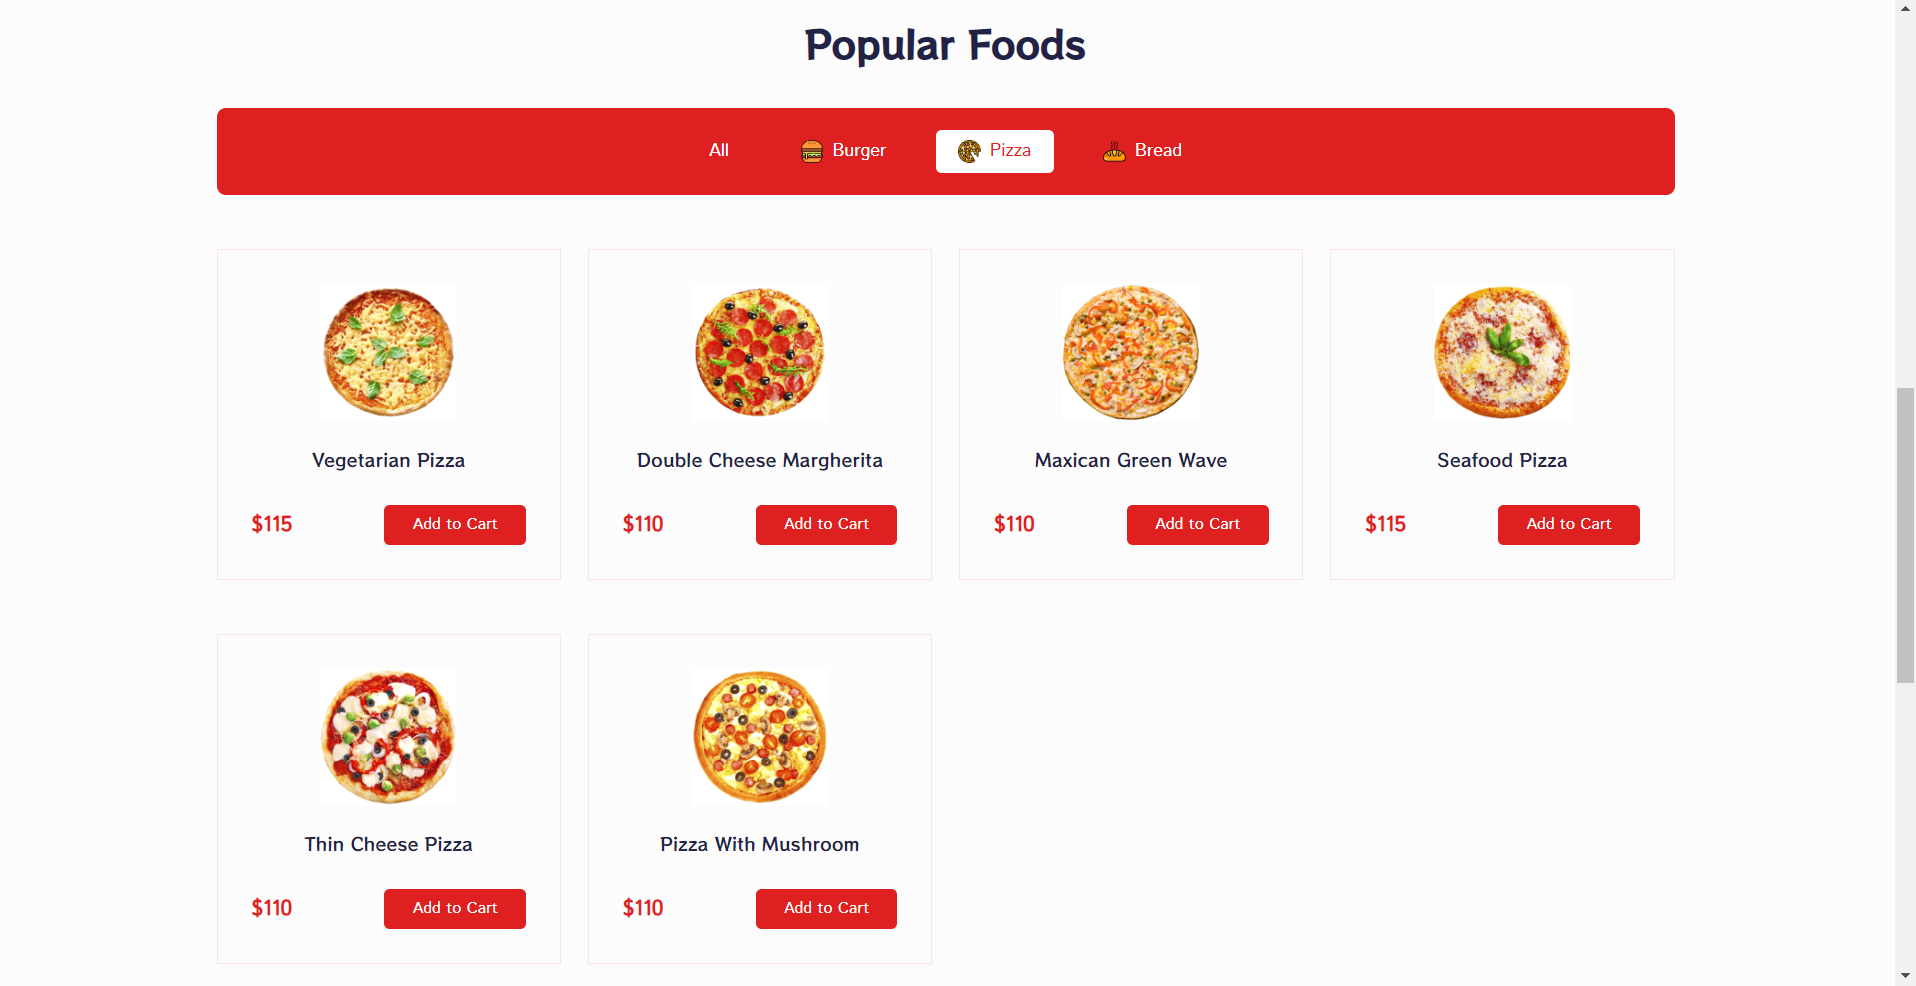 Popular Foods
All Burger Pizza Bread
Vegetarian Pizza
$115 Add to Cart
Double Cheese Margherita
$110 Add to Cart
Maxican Green Wave
$110 Add to Cart
Seafood Pizza
$115 Add to Cart
Thin Cheese Pizza
$110 Add to Cart
Pizza With Mushroom
$110 Add to Cart